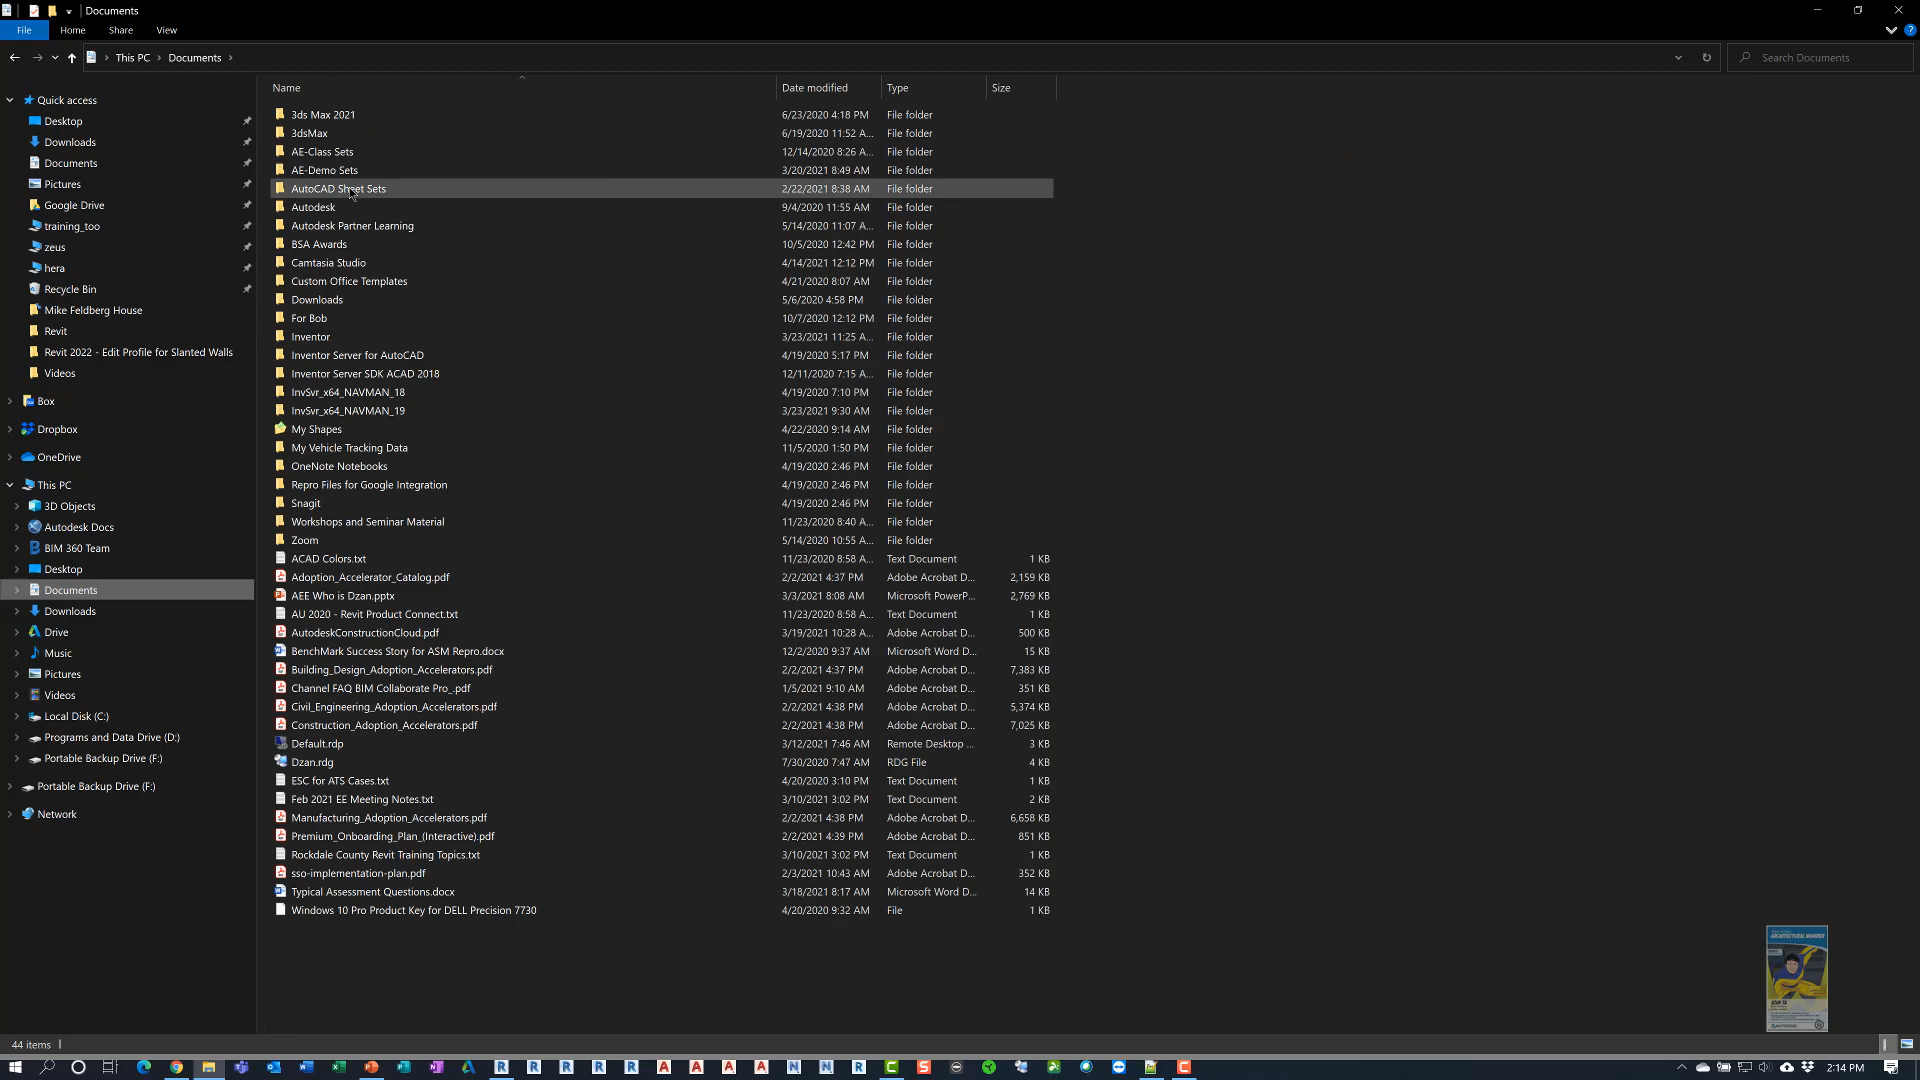 Documents
File Home Share View
This PC > Documents >
Search Documents
Name Date modified Type Size
Quick access
Desktop
Downloads
Documents
Pictures
Google Drive
training_too
zeus
hera
Recycle Bin
Mike Feldberg House
Revit
Revit 2022 - Edit Profile for Slanted Walls
Videos
Box
Dropbox
OneDrive
This PC
3D Objects
Autodesk Docs
BIM 360 Team
Desktop
Documents
Downloads
Drive
Music
Pictures
Videos
Local Disk (C:)
Programs and Data Drive (D:)
Portable Backup Drive (F:)
Portable Backup Drive (F:)
Network
3ds Max 2021 6/23/2020 4:18 PM File folder
3dsMax 6/19/2020 11:52 A... File folder
AE-Class Sets 12/14/2020 8:26 A... File folder
AE-Demo Sets 3/20/2021 8:49 AM File folder
AutoCAD Sheet Sets 2/22/2021 8:38 AM File folder
Autodesk 9/4/2020 11:55 AM File folder
Autodesk Partner Learning 5/14/2020 11:07 A... File folder
BSA Awards 10/5/2020 12:42 PM File folder
Camtasia Studio 4/14/2021 12:12 PM File folder
Custom Office Templates 4/21/2020 8:07 AM File folder
Downloads 5/6/2020 4:58 PM File folder
For Bob 10/7/2020 12:12 PM File folder
Inventor 3/23/2021 11:25 A... File folder
Inventor Server for AutoCAD 4/19/2020 5:17 PM File folder
Inventor Server SDK ACAD 2018 12/11/2020 7:15 A... File folder
InvSvr_x64_NAVMAN_18 4/19/2020 7:10 PM File folder
InvSvr_x64_NAVMAN_19 3/23/2021 9:30 AM File folder
My Shapes 4/22/2020 9:14 AM File folder
My Vehicle Tracking Data 11/5/2020 1:50 PM File folder
OneNote Notebooks 4/19/2020 2:46 PM File folder
Repro Files for Google Integration 4/19/2020 2:46 PM File folder
Snagit 4/19/2020 2:46 PM File folder
Workshops and Seminar Material 11/23/2020 8:40 A... File folder
Zoom 5/14/2020 10:55 A... File folder
ACAD Colors.txt 11/23/2020 8:58 A... Text Document 1 KB
Adoption_Accelerator_Catalog.pdf 2/2/2021 4:37 PM Adobe Acrobat D... 2,159 KB
AEE Who is Dzan.pptx 3/3/2021 8:08 AM Microsoft PowerP... 2,769 KB
AU 2020 - Revit Product Connect.txt 11/23/2020 8:58 A... Text Document 1 KB
AutodeskConstructionCloud.pdf 3/19/2021 10:28 A... Adobe Acrobat D... 500 KB
BenchMark Success Story for ASM Repro.docx 12/2/2020 9:37 AM Microsoft Word D... 15 KB
Building_Design_Adoption_Accelerators.pdf 2/2/2021 4:37 PM Adobe Acrobat D... 7,383 KB
Channel FAQ BIM Collaborate Pro_.pdf 1/5/2021 9:10 AM Adobe Acrobat D... 351 KB
Civil_Engineering_Adoption_Accelerators.pdf 2/2/2021 4:38 PM Adobe Acrobat D... 5,374 KB
Construction_Adoption_Accelerators.pdf 2/2/2021 4:38 PM Adobe Acrobat D... 7,025 KB
Default.rdp 3/12/2021 7:46 AM Remote Desktop ... 3 KB
Dzan.rdg 7/30/2020 7:47 AM RDG File 4 KB
ESC for ATS Cases.txt 4/20/2020 3:10 PM Text Document 1 KB
Feb 2021 EE Meeting Notes.txt 3/10/2021 3:02 PM Text Document 2 KB
Manufacturing_Adoption_Accelerators.pdf 2/2/2021 4:38 PM Adobe Acrobat D... 6,658 KB
Premium_Onboarding_Plan_(Interactive).pdf 2/2/2021 4:39 PM Adobe Acrobat D... 851 KB
Rockdale County Revit Training Topics.txt 3/10/2021 3:02 PM Text Document 1 KB
sso-implementation-plan.pdf 2/3/2021 10:43 AM Adobe Acrobat D... 352 KB
Typical Assessment Questions.docx 3/18/2021 8:17 AM Microsoft Word D... 14 KB
Windows 10 Pro Product Key for DELL Precision 7730 4/20/2020 9:32 AM File 1 KB
ARCHITECTURAL WONDER
AUTODESK
44 items
2:14 PM